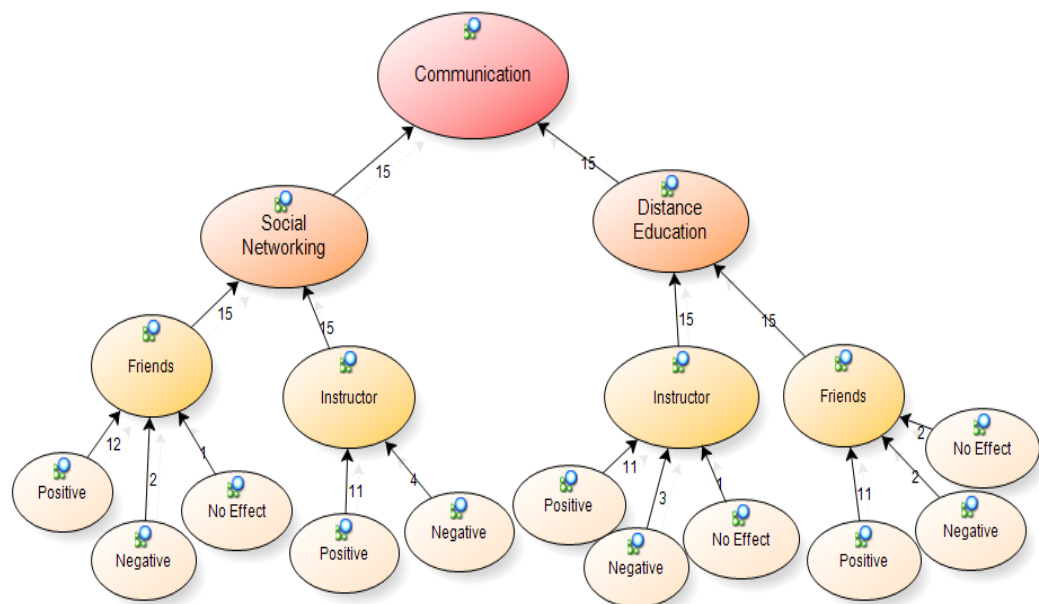 Communication
15
15
Social
Networking
Distance
Education
15
15
15
15
Friends
Instructor
Instructor
Friends
12
2
1
11
4
11
3
1
11
2
2
Positive
Negative
No Effect
Positive
Negative
Positive
Negative
No Effect
Positive
Negative
No Effect